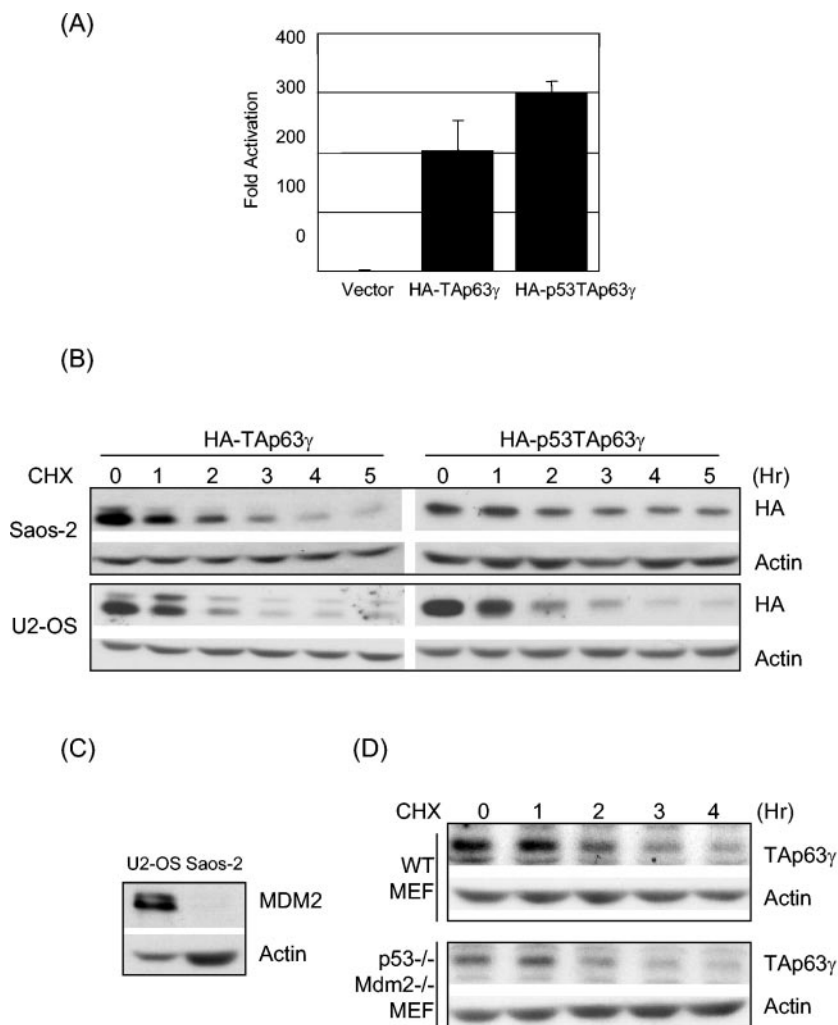 (A)
400
300
200
100
0
Fold Activation
Vector HA-TAp63γ HA-p53TAp63γ
(B)
HA-TAp63γ HA-p53TAp63γ
CHX 0 1 2 3 4 5 0 1 2 3 4 5 (Hr)
Saos-2 HA
Actin
U2-OS HA
Actin
(C) (D)
CHX 0 1 2 3 4 (Hr)
WT MEF TAp63γ
Actin
U2-OS Saos-2
MDM2
Actin
p53-/- TAp63γ
Mdm2-/-
MEF Actin